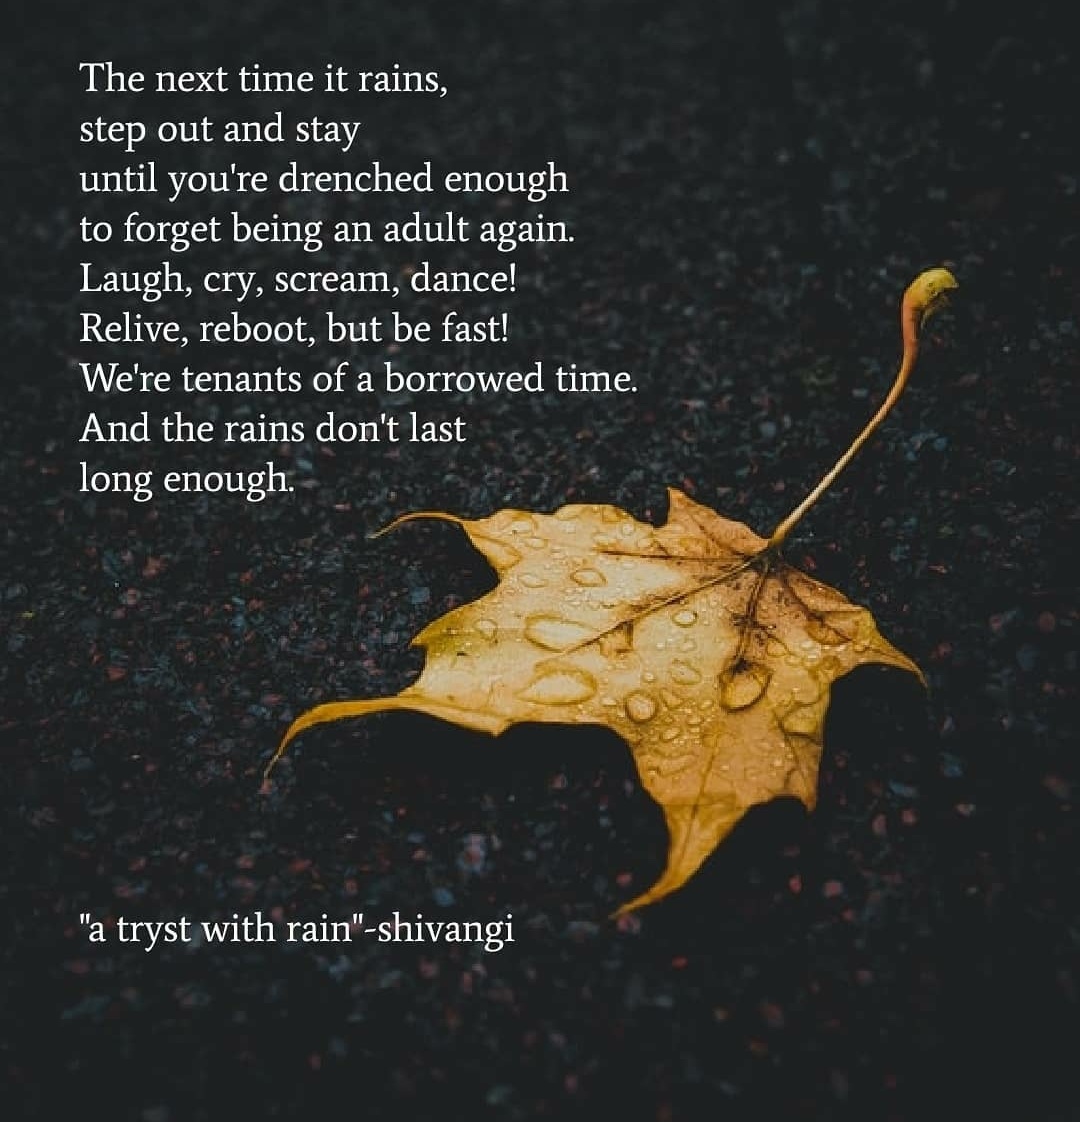 The next time it rains,
step out and stay
until you're drenched enough
to forget being an adult again.
Laugh, cry, scream, dance!
Relive, reboot, but be fast!
We're tenants of a borrowed time.
And the rains don't last
long enough.
"a tryst with rain"-shivangi